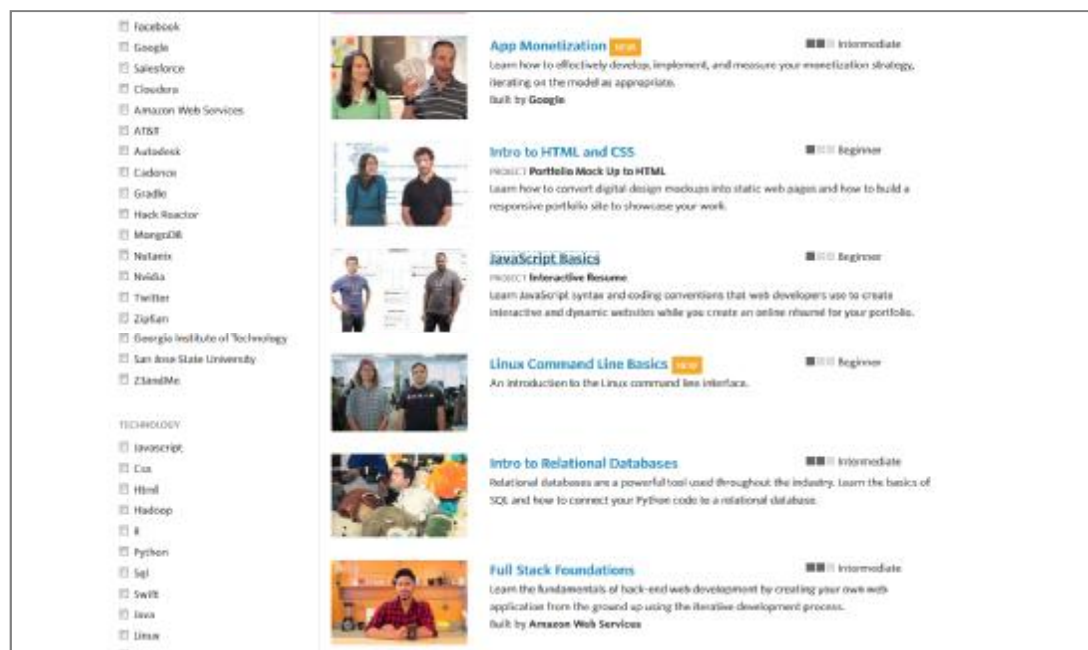 Facebook
Google
Salesforce
Cloudera
Amazon Web Services
AT&T
Autodesk
Cadence
Gradle
Hack Reactor
MongoDB
Nutanix
Nvidia
Twitter
Zipfian
Georgia Institute of Technology
San Jose State University
23andMe
TECHNOLOGY
Javascript
Css
Html
Hadoop
R
Python
Sql
Swift
Java
Linux
App Monetization NEW
Intermediate
Learn how to effectively develop, implement, and measure your monetization strategy,
iterating on the model as appropriate.
Built by Google
Intro to HTML and CSS
Beginner
PROJECT Portfolio Mock Up to HTML
Learn how to convert digital design mockups into static web pages and how to build a
responsive portfolio site to showcase your work.
JavaScript Basics
Beginner
PROJECT Interactive Resume
Learn JavaScript syntax and coding conventions that web developers use to create
interactive and dynamic websites while you create an online résumé for your portfolio.
Linux Command Line Basics NEW
Beginner
An introduction to the Linux command line interface.
Intro to Relational Databases
Intermediate
Relational databases are a powerful tool used throughout the industry. Learn the basics of
SQL and how to connect your Python code to a relational database.
Full Stack Foundations
Intermediate
Learn the fundamentals of back-end web development by creating your own web
application from the ground up using the iterative development process.
Built by Amazon Web Services